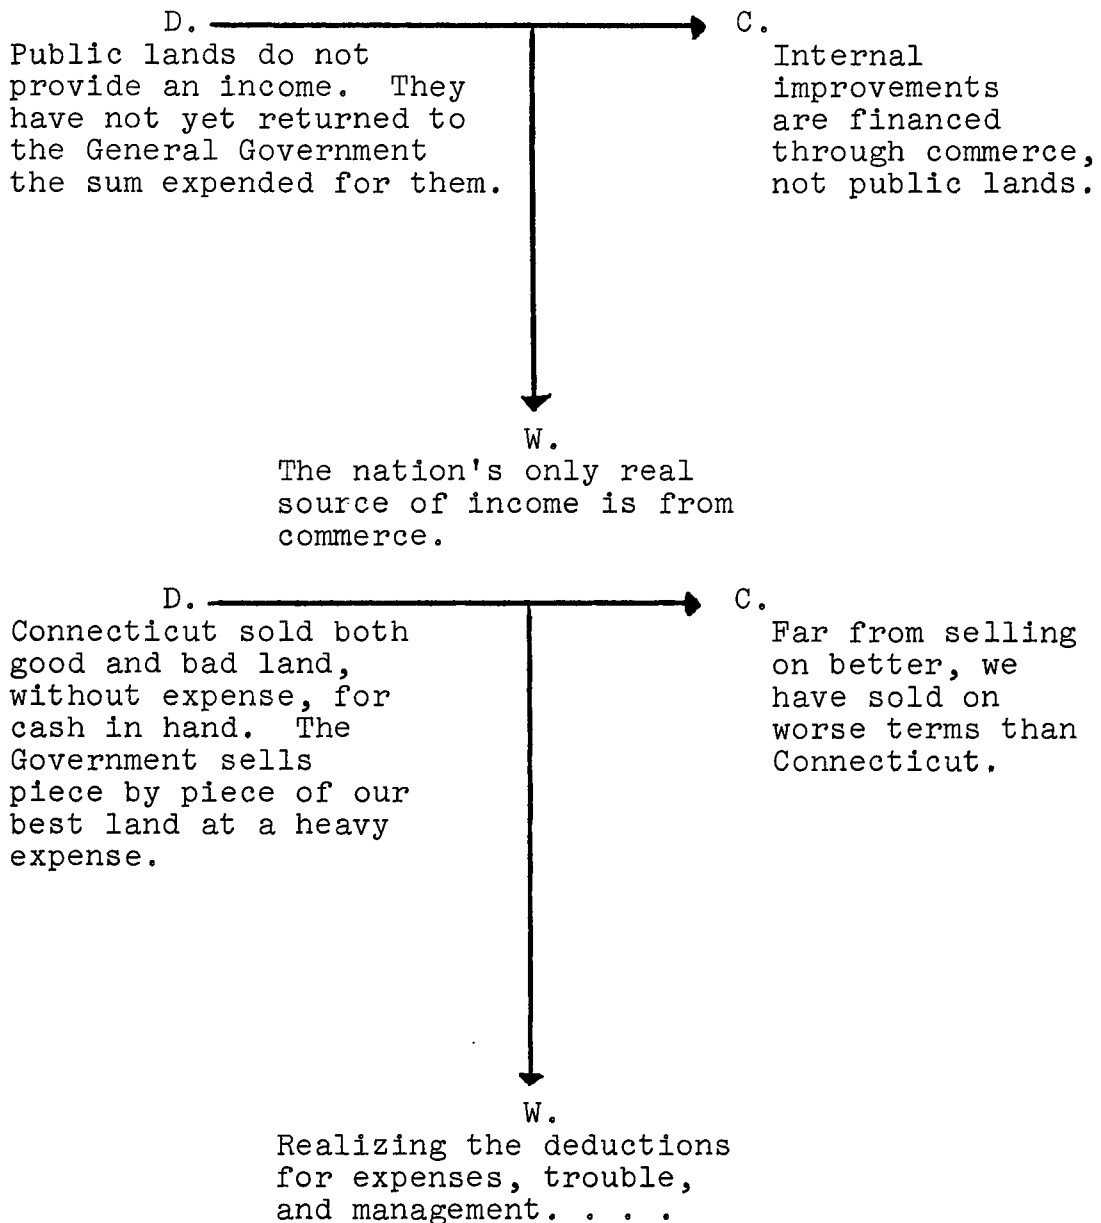 D.
Public lands do not
provide an income. They
have not yet returned to
the General Government
the sum expended for them.
C.
Internal
improvements
are financed
through commerce,
not public lands.
W.
The nation's only real
source of income is from
commerce.
D.
Connecticut sold both
good and bad land,
without expense, for
cash in hand. The
Government sells
piece by piece of our
best land at a heavy
expense.
C.
Far from selling
on better, we
have sold on
worse terms than
Connecticut.
W.
Realizing the deductions
for expenses, trouble,
and management. . . .